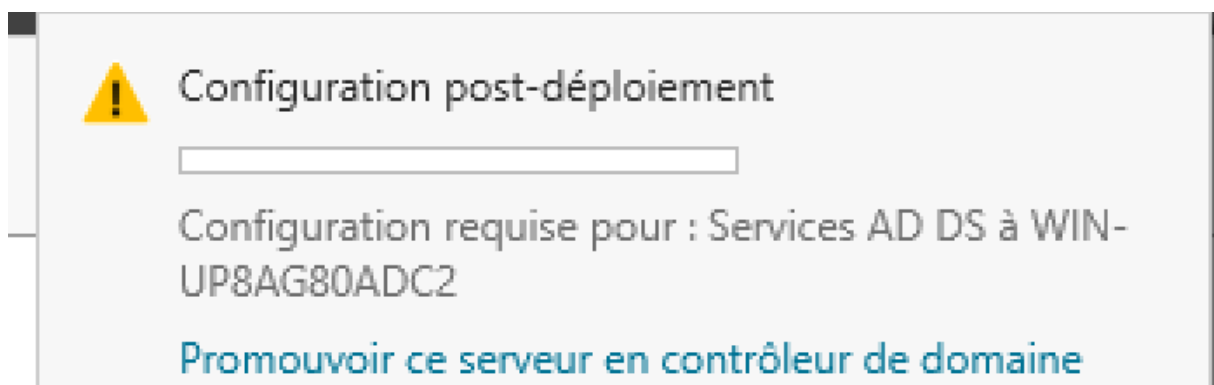 Configuration post-déploiement
Configuration requise pour : Services AD DS à WIN-
UP8AG80ADC2
Promouvoir ce serveur en contrôleur de domaine